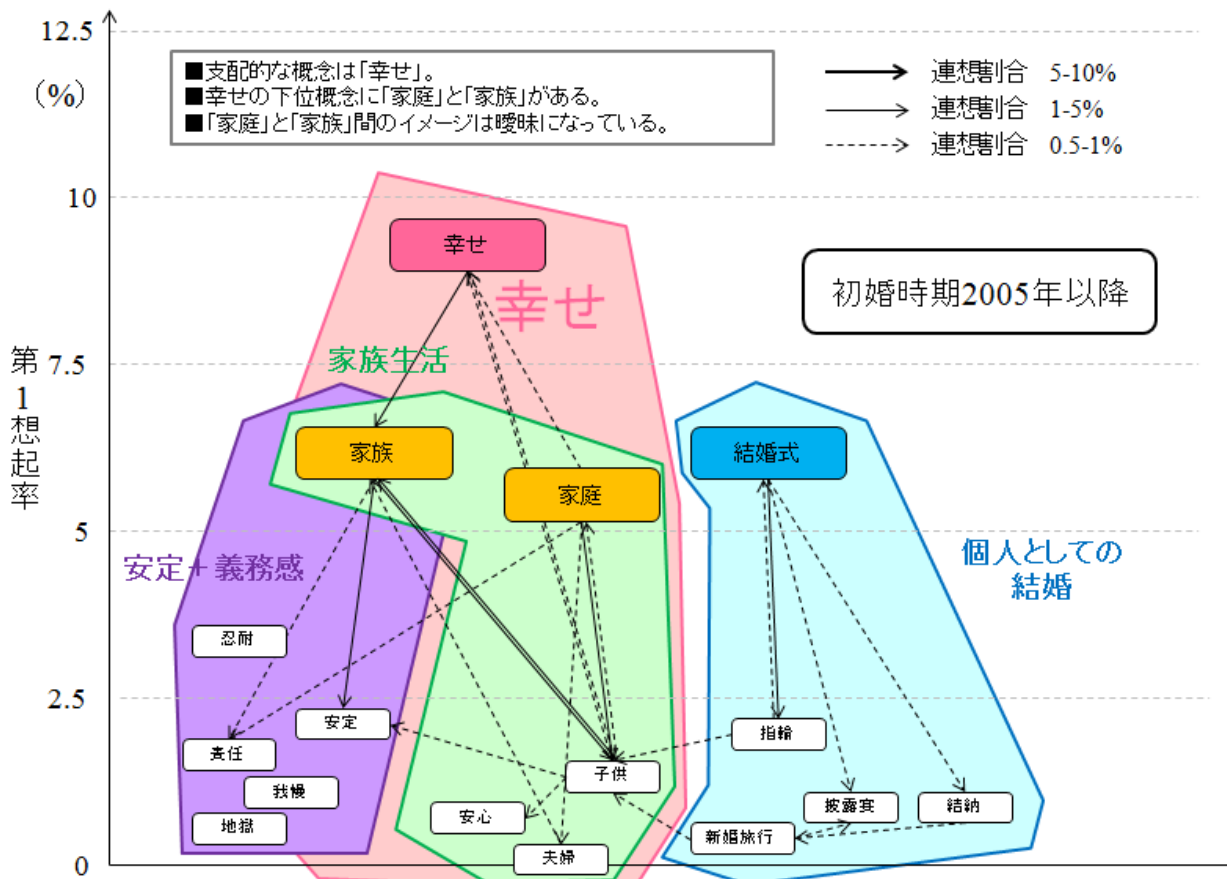 12.5
(%)
■支配的な概念は「幸せ」。
■幸せの下位概念に「家庭」と「家族」がある。
■「家庭」と「家族」間のイメージは曖昧になっている。
連想割合 5-10%
連想割合 1-5%
連想割合 0.5-1%
10
幸せ
幸せ
初婚時期2005年以降
第1想起率
7.5
家族生活
家族
家庭
結婚式
5
安定+義務感
個人としての
結婚
忍耐
2.5
安定
指輪
責任
子供
我慢
安心
披露宴
結納
地獄
新婚旅行
夫婦
0